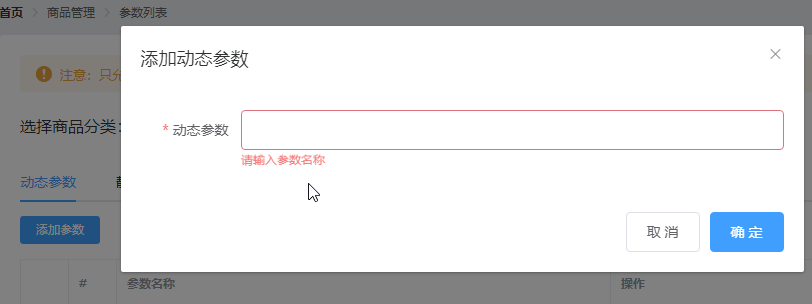 首页 > 商品管理 > 参数列表
添加动态参数
注意：只允
选择商品分类：
* 动态参数
请输入参数名称
动态参数
添加参数
取 消 确 定
# 参数名称 操作